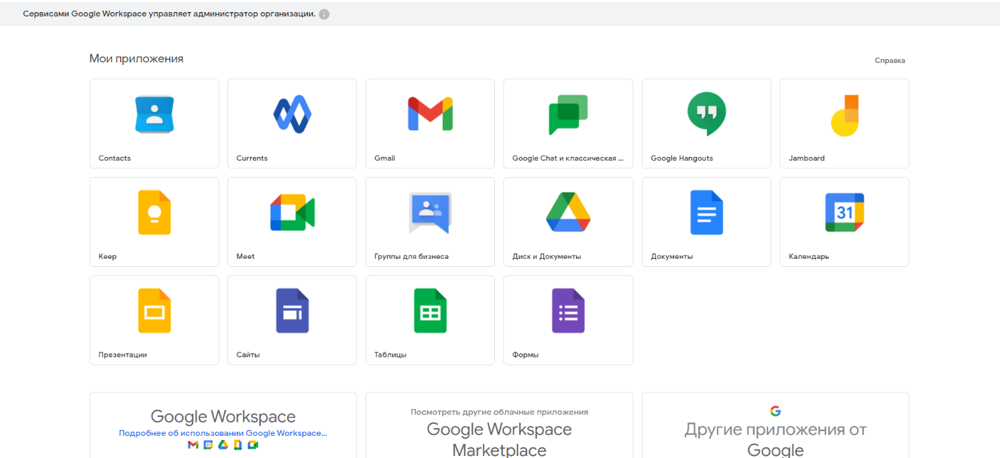 Сервисами Google Workspace управляет администратор организации.
Мои приложения
Справка
Contacts
Currents
Gmail
Google Chat и классическая ...
Google Hangouts
Jamboard
31
Keep
Meet
Группы для бизнеса
Диск и Документы
Документы
Календарь
Презентации
Сайты
Таблицы
Формы
Google Workspace
Подробнее об использовании Google Workspace...
Посмотреть другие облачные приложения
Google Workspace
Marketplace
Другие приложения от
Google